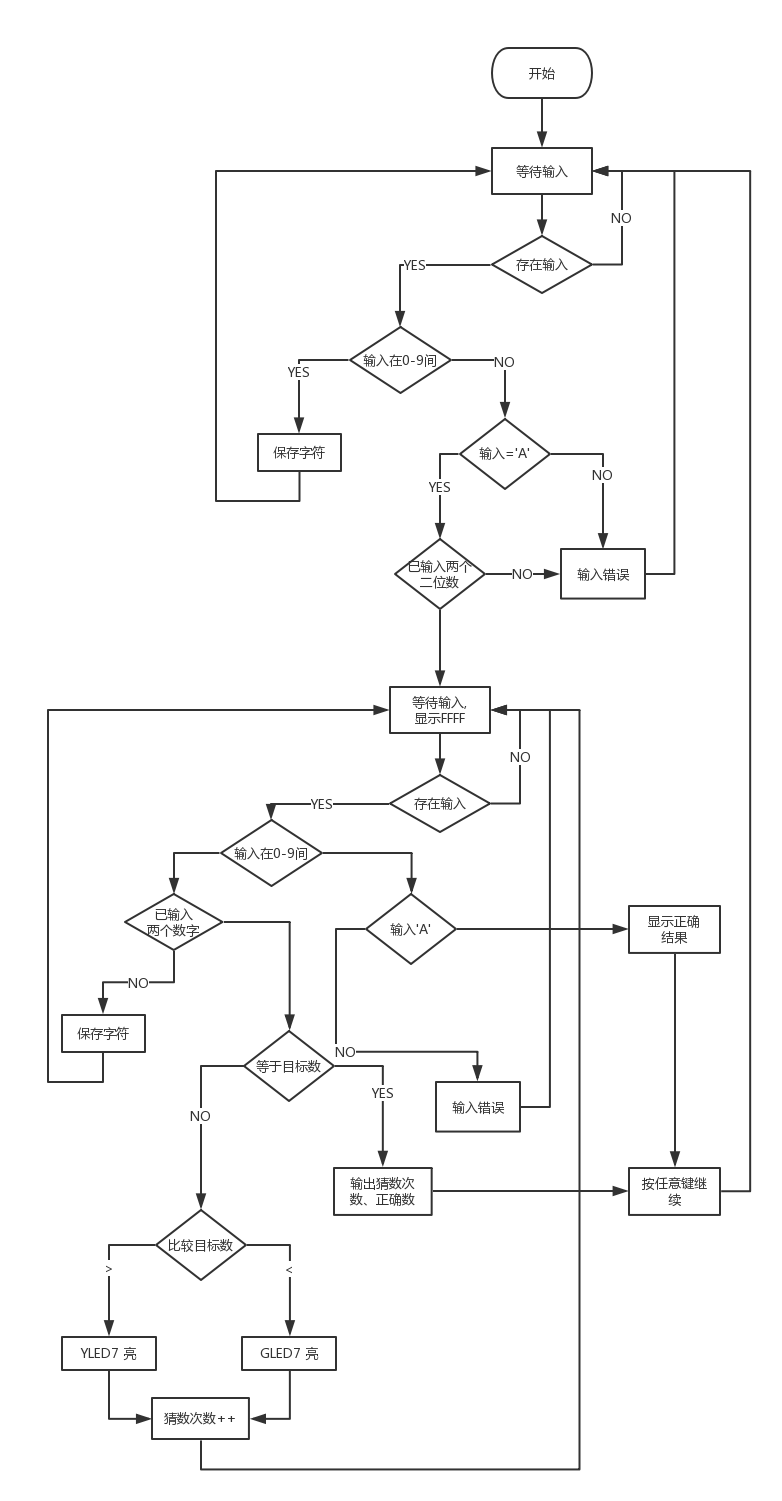 开始
等待输入
NO
存在输入
YES
输入在0-9间
YES
NO
保存字符
输入='A'
YES
NO
已输入两个
二位数
NO
输入错误
等待输入,
显示FFFF
NO
存在输入
YES
输入在0-9间
已输入
两个数字
输入'A'
显示正确
结果
NO
保存字符
NO
等于目标数
YES
输入错误
NO
输出猜数次
数、正确数
按任意键继
续
比较目标数
>
<
YLED7 亮
GLED7 亮
猜数次数++